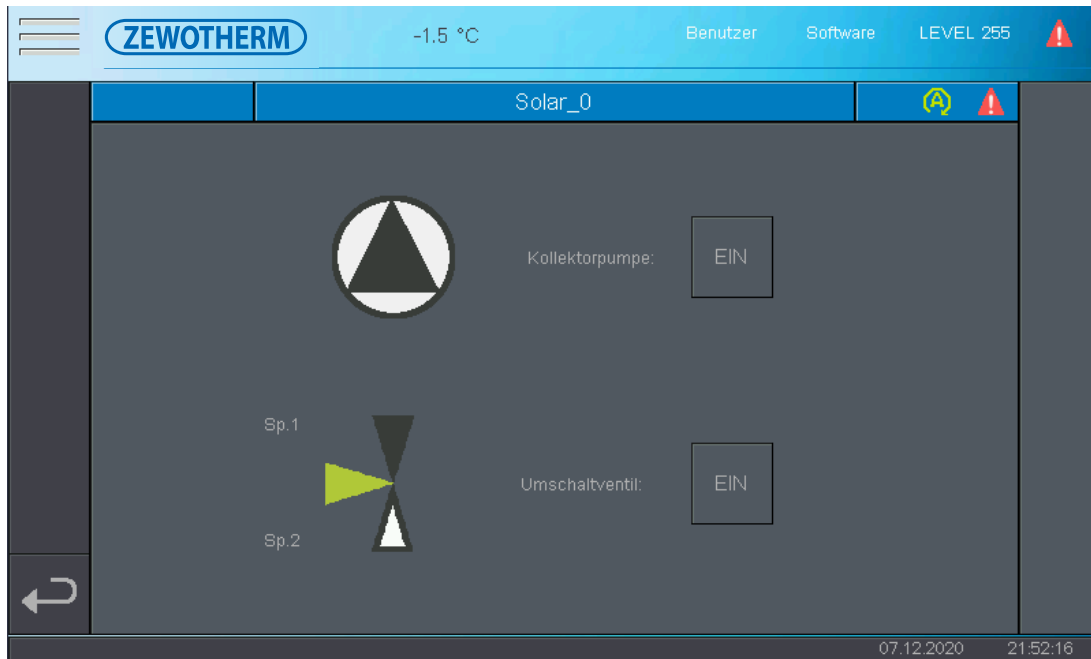 ZEWOTHERM -1.5 °C Benutzer Software LEVEL 255
Solar_0 A
Kollektorpumpe: EIN
Sp.1
Umschaltventil: EIN
Sp.2
07.12.2020 21:52:16